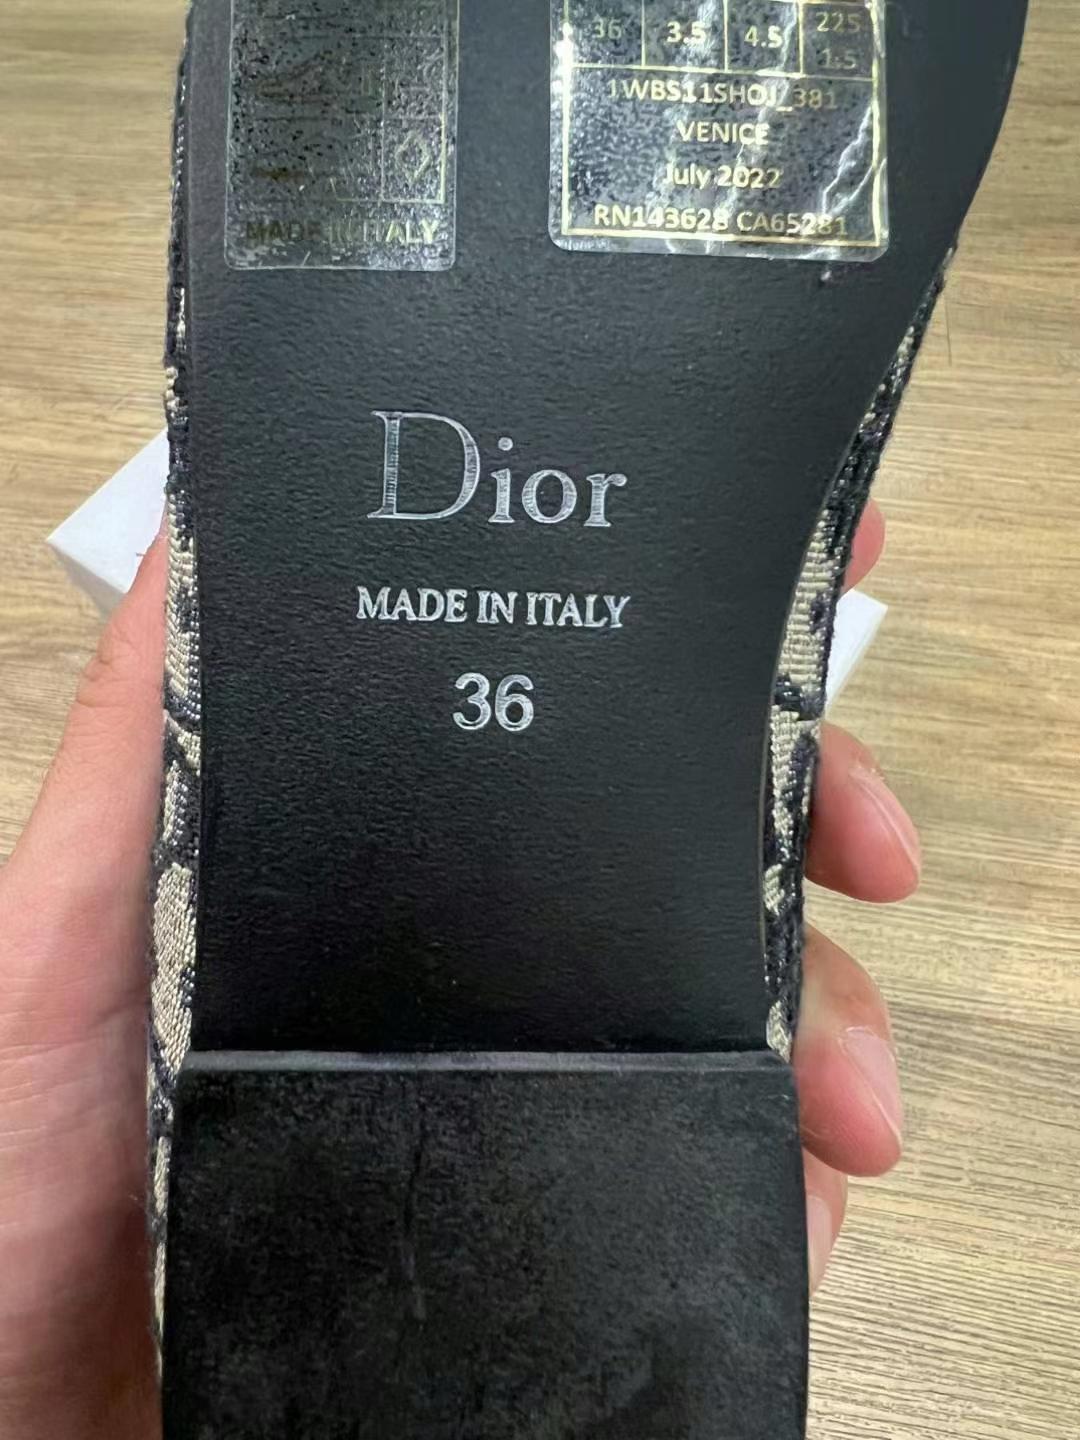 MADE IN ITALY
36 3.5 4.5 225
1.5
1WBS11SHOJ_381
VENICE
July 2022
RN143628 CA65281
Dior
MADE IN ITALY
36